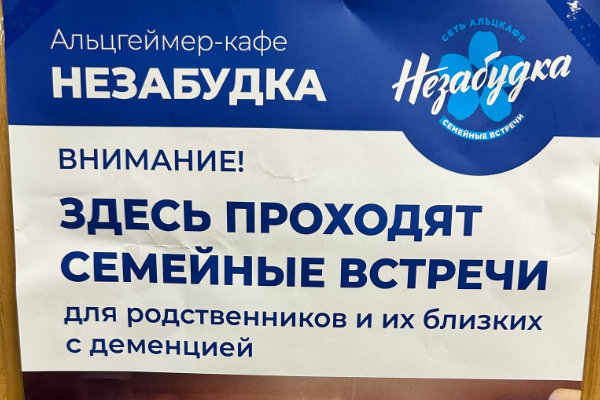 Альцгеймер-кафе
НЕЗАБУДКА
СЕТЬ АЛЬЦКАФЕ
Незабудка
СЕМЕЙНЫЕ ВСТРЕЧИ
ВНИМАНИЕ!
ЗДЕСЬ ПРОХОДЯТ
СЕМЕЙНЫЕ ВСТРЕЧИ
для родственников и их близких
с деменцией